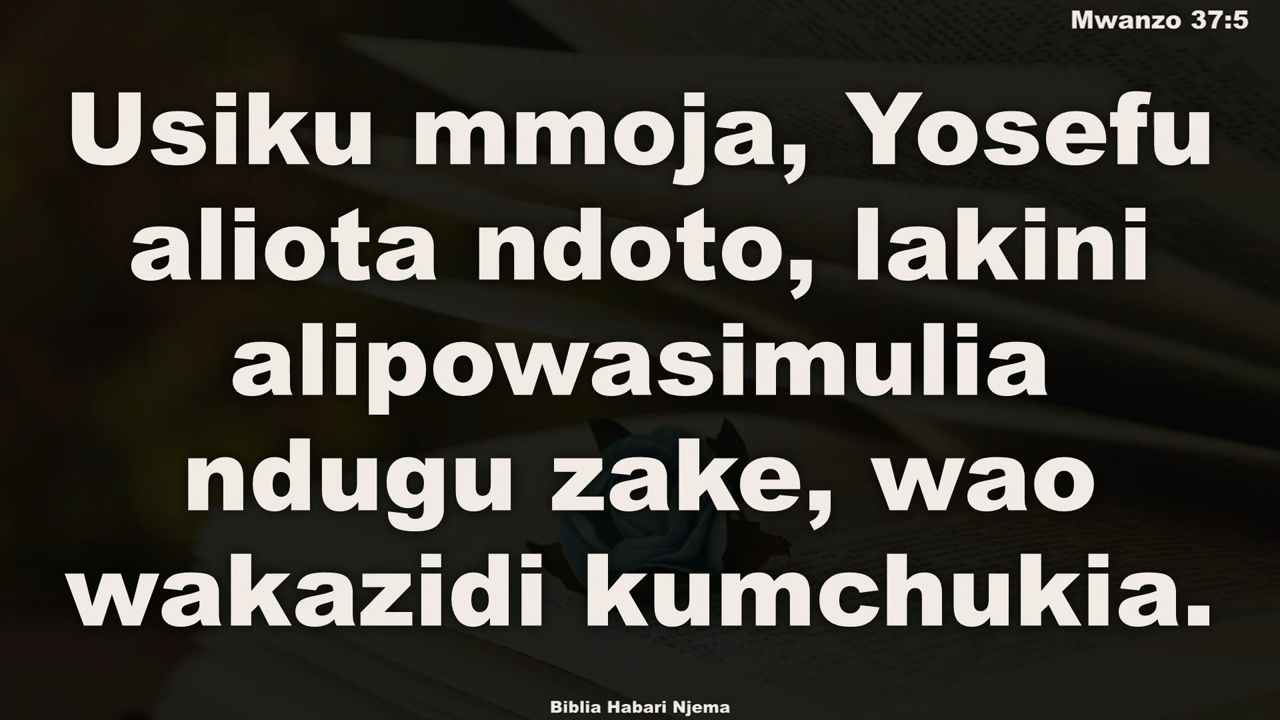 Mwanzo 37:5
Usiku mmoja, Yosefu
aliota ndoto, lakini
alipowasimulia
ndugu zake, wao
wakazidi kumchukia.
Biblia Habari Njema